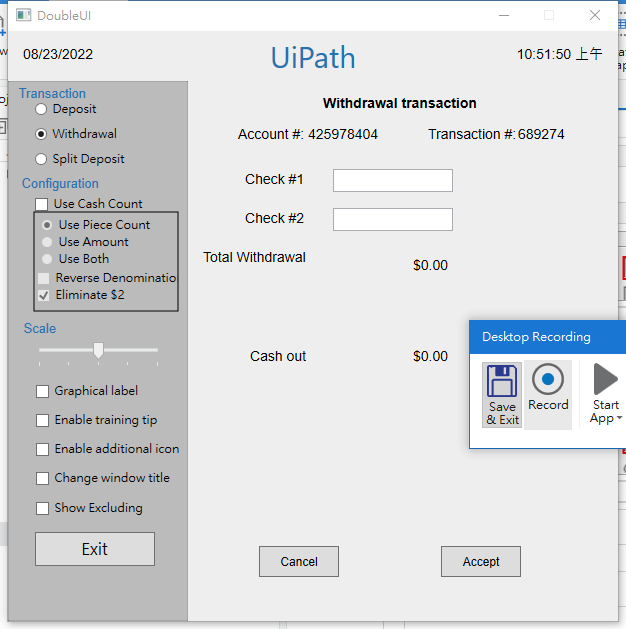 DoubleUI
08/23/2022
UiPath
10:51:50 上午
Transaction
Deposit
Withdrawal
Split Deposit
Configuration
Use Cash Count
Use Piece Count
Use Amount
Use Both
Reverse Denominatio
Eliminate $2
Scale
Graphical label
Enable training tip
Enable additional icon
Change window title
Show Excluding
Exit
Withdrawal transaction
Account #: 425978404
Transaction #: 689274
Check #1
Check #2
Total Withdrawal
$0.00
Cash out
$0.00
Cancel
Accept
Desktop Recording
Save
& Exit
Record
Start
App